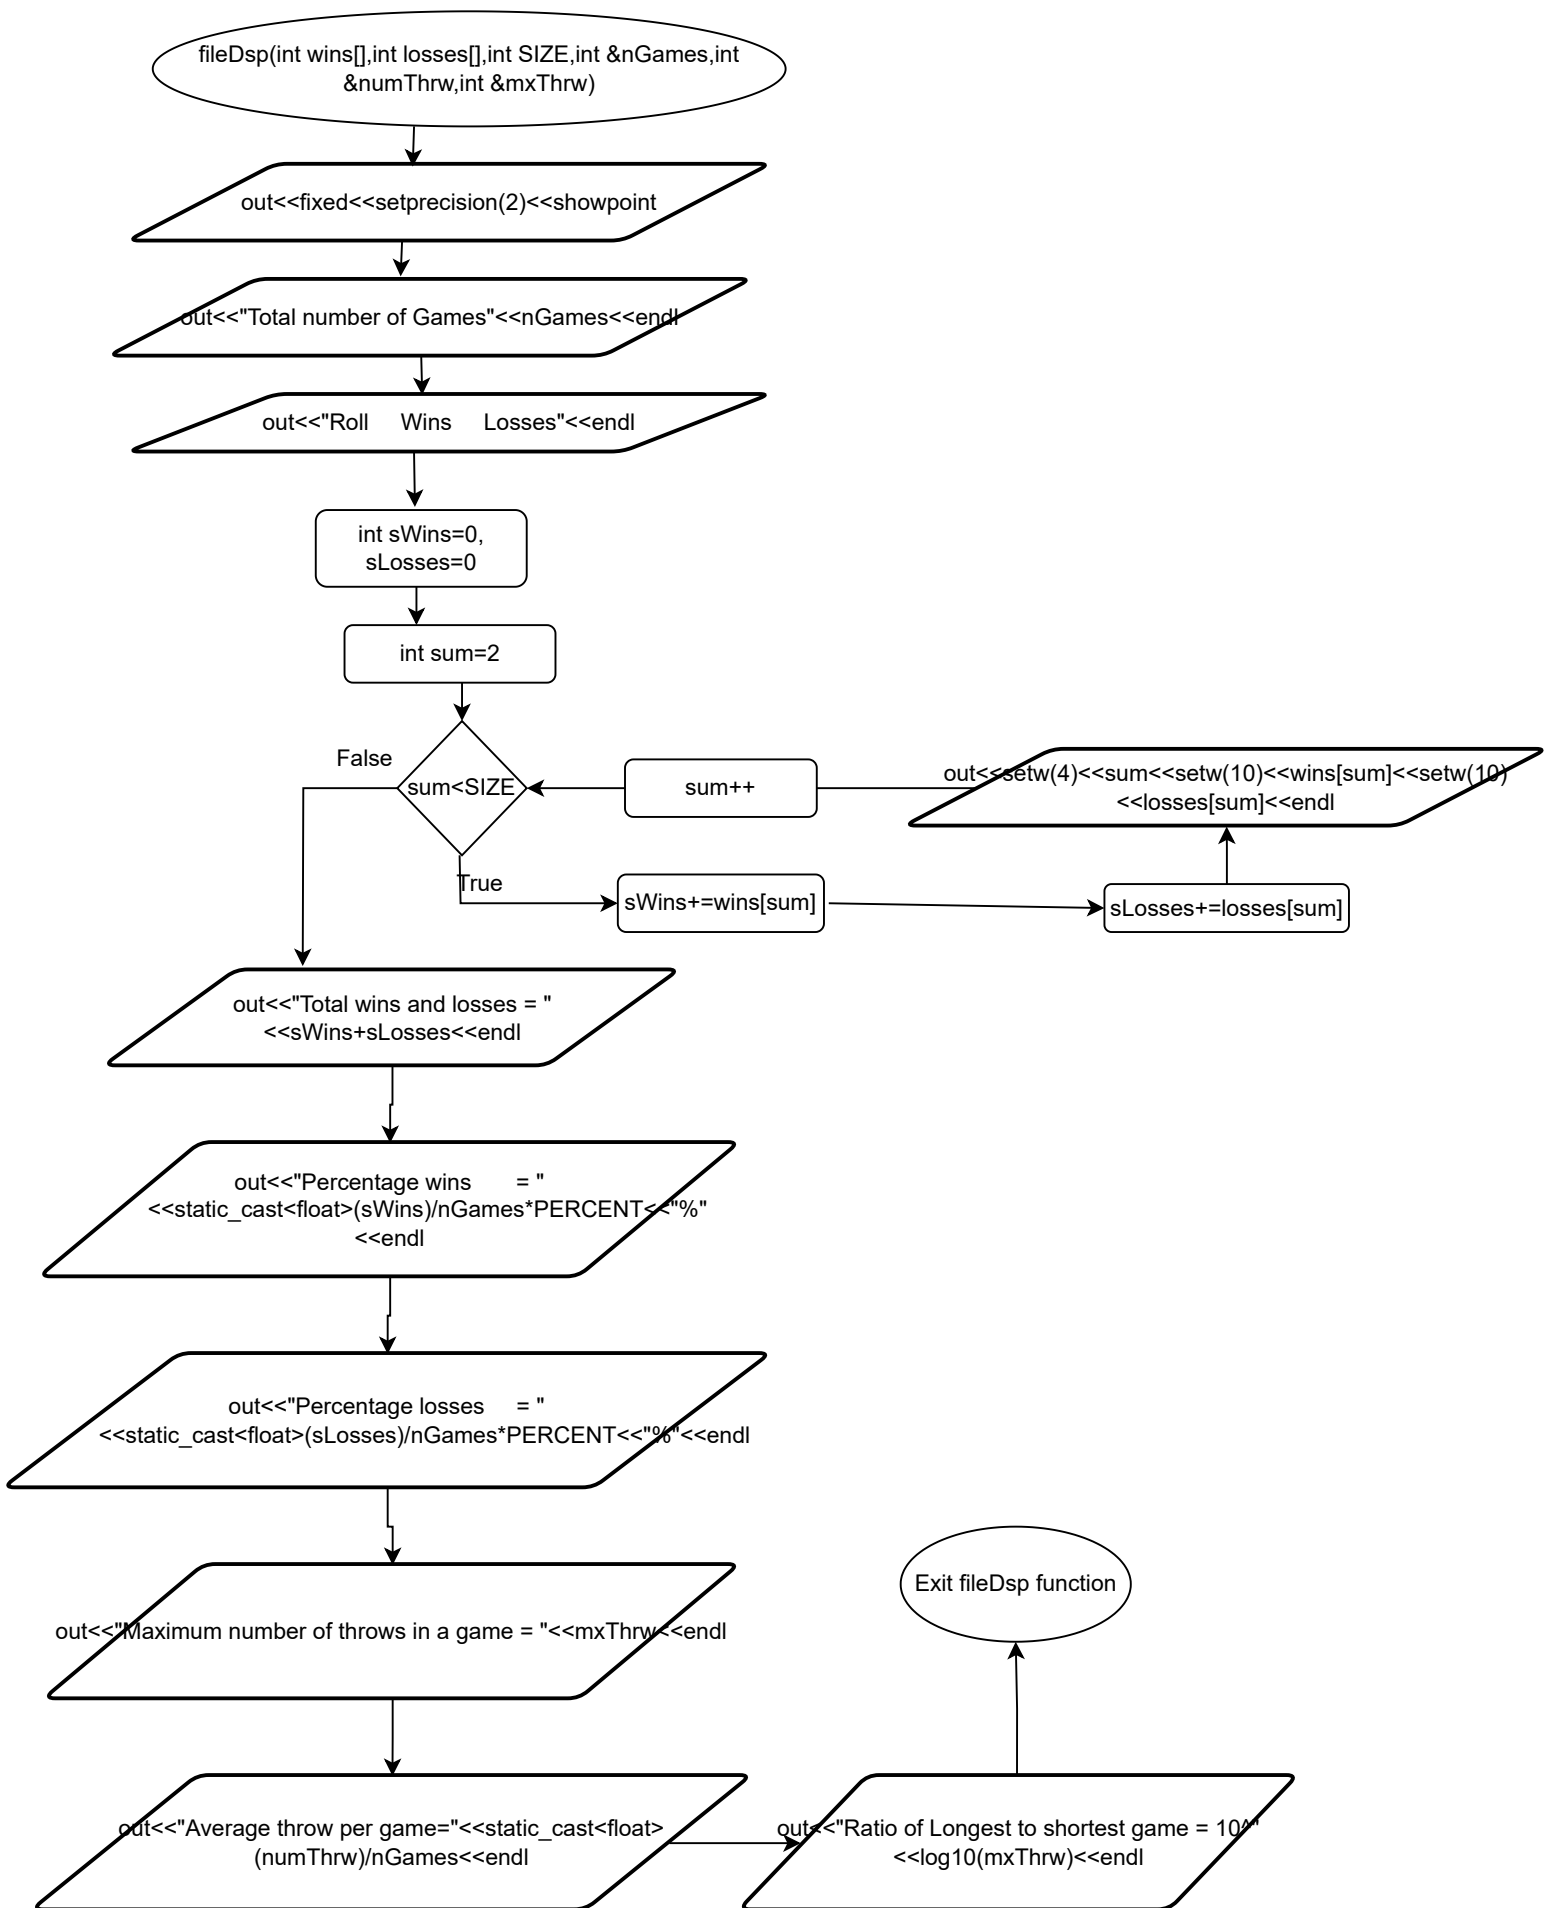 fileDsp(int wins[],int losses[],int SIZE,int &nGames,int
&numThrw,int &mxThrw)
out<<fixed<<setprecision(2)<<showpoint
out<<"Total number of Games"<<nGames<<endl
out<<"Roll     Wins     Losses"<<endl
int sWins=0,
sLosses=0
int sum=2
False
sum<SIZE
sum++
out<<setw(4)<<sum<<setw(10)<<wins[sum]<<setw(10)
<<losses[sum]<<endl
True
sWins+=wins[sum]
sLosses+=losses[sum]
out<<"Total wins and losses = "
<<sWins+sLosses<<endl
out<<"Percentage wins       = "
<<static_cast<float>(sWins)/nGames*PERCENT<<"%"
<<endl
out<<"Percentage losses     = "
<<static_cast<float>(sLosses)/nGames*PERCENT<<"%"<<endl
out<<"Maximum number of throws in a game = "<<mxThrw<<endl
Exit fileDsp function
out<<"Average throw per game="<<static_cast<float>
(numThrw)/nGames<<endl
out<<"Ratio of Longest to shortest game = 10^"
<<log10(mxThrw)<<endl